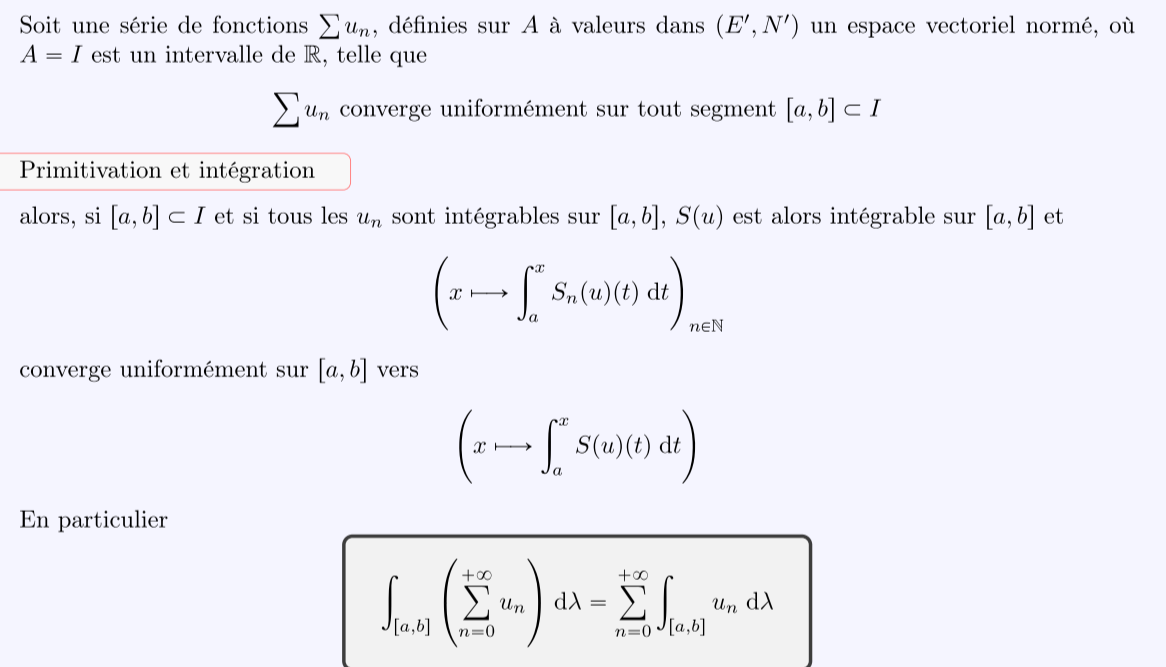 Soit une série de fonctions $\sum u_n$, définies sur $A$ à valeurs dans $(E', N')$ un espace vectoriel normé, où
$A = I$ est un intervalle de $\mathbb{R}$, telle que
$\sum u_n$ converge uniformément sur tout segment $[a, b] \subset I$
Primitivation et intégration
alors, si $[a, b] \subset I$ et si tous les $u_n$ sont intégrables sur $[a, b]$, $S(u)$ est alors intégrable sur $[a, b]$ et
$\left( x \longmapsto \int_a^x S_n(u)(t) \, \mathrm{d}t \right)_{n \in \mathbb{N}}$
converge uniformément sur $[a, b]$ vers
$\left( x \longmapsto \int_a^x S(u)(t) \, \mathrm{d}t \right)$
En particulier
$\int_{[a,b]} \left( \sum_{n=0}^{+\infty} u_n \right) \mathrm{d}\lambda = \sum_{n=0}^{+\infty} \int_{[a,b]} u_n \, \mathrm{d}\lambda$